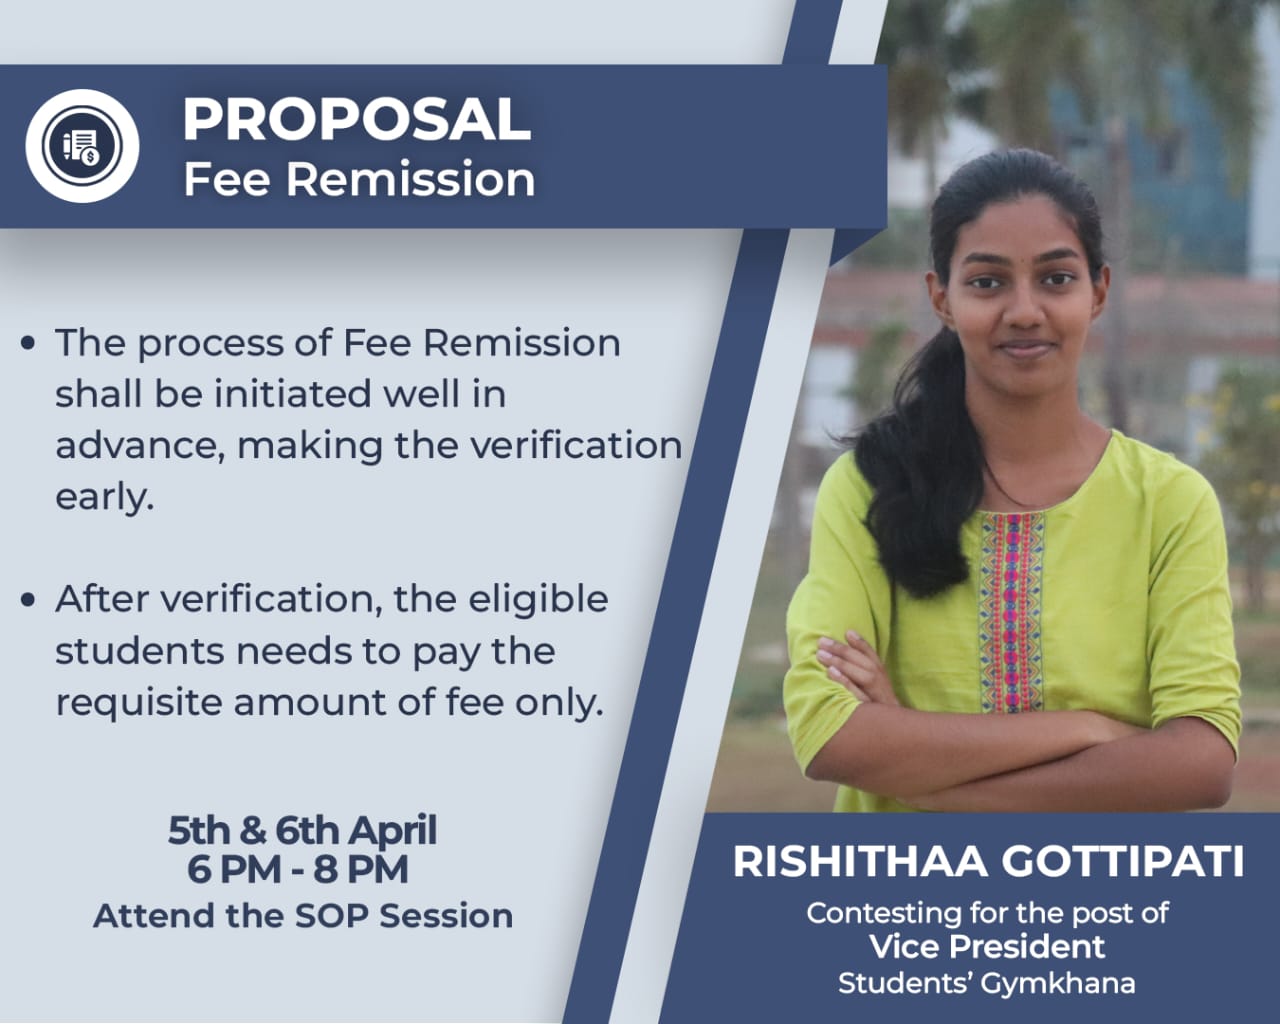 PROPOSAL
Fee Remission
• The process of Fee Remission
shall be initiated well in
advance, making the verification
early.
• After verification, the eligible
students needs to pay the
requisite amount of fee only.
5th & 6th April
6 PM - 8 PM
Attend the SOP Session
RISHITHAA GOTTIPATI
Contesting for the post of
Vice President
Students’ Gymkhana